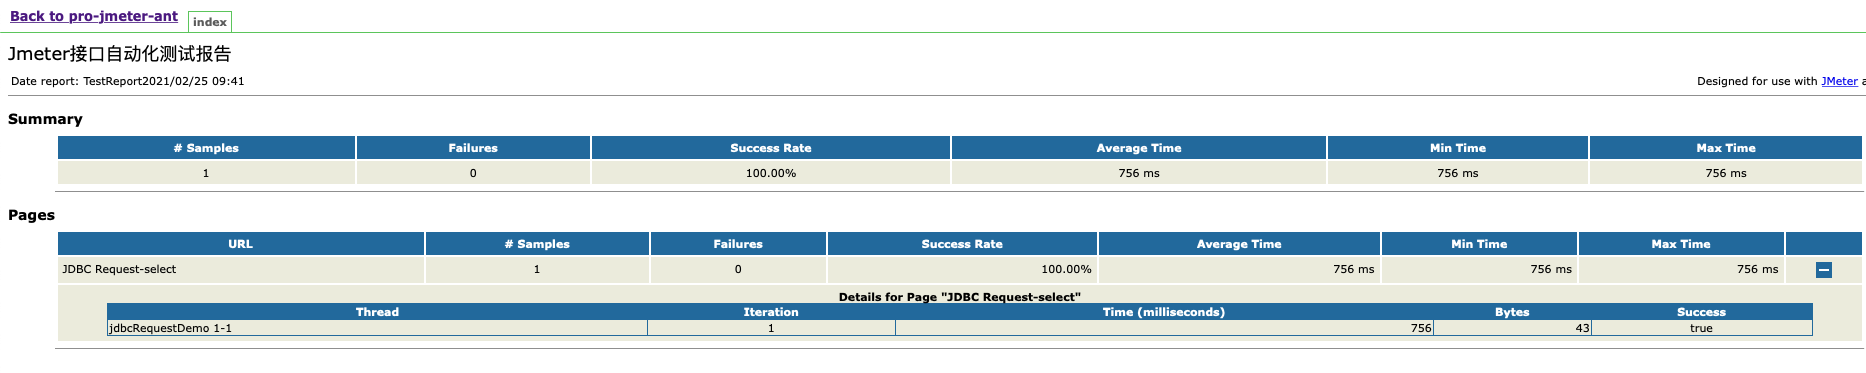 Back to pro-jmeter-ant index
Jmeter接口自动化测试报告
Date report: TestReport2021/02/25 09:41 Designed for use with JMeter a
Summary
# Samples Failures Success Rate Average Time Min Time Max Time
1 0 100.00% 756 ms 756 ms 756 ms
Pages
URL # Samples Failures Success Rate Average Time Min Time Max Time
JDBC Request-select 1 0 100.00% 756 ms 756 ms 756 ms
Details for Page "JDBC Request-select"
Thread Iteration Time (milliseconds) Bytes Success
jdbcRequestDemo 1-1 1 756 43 true